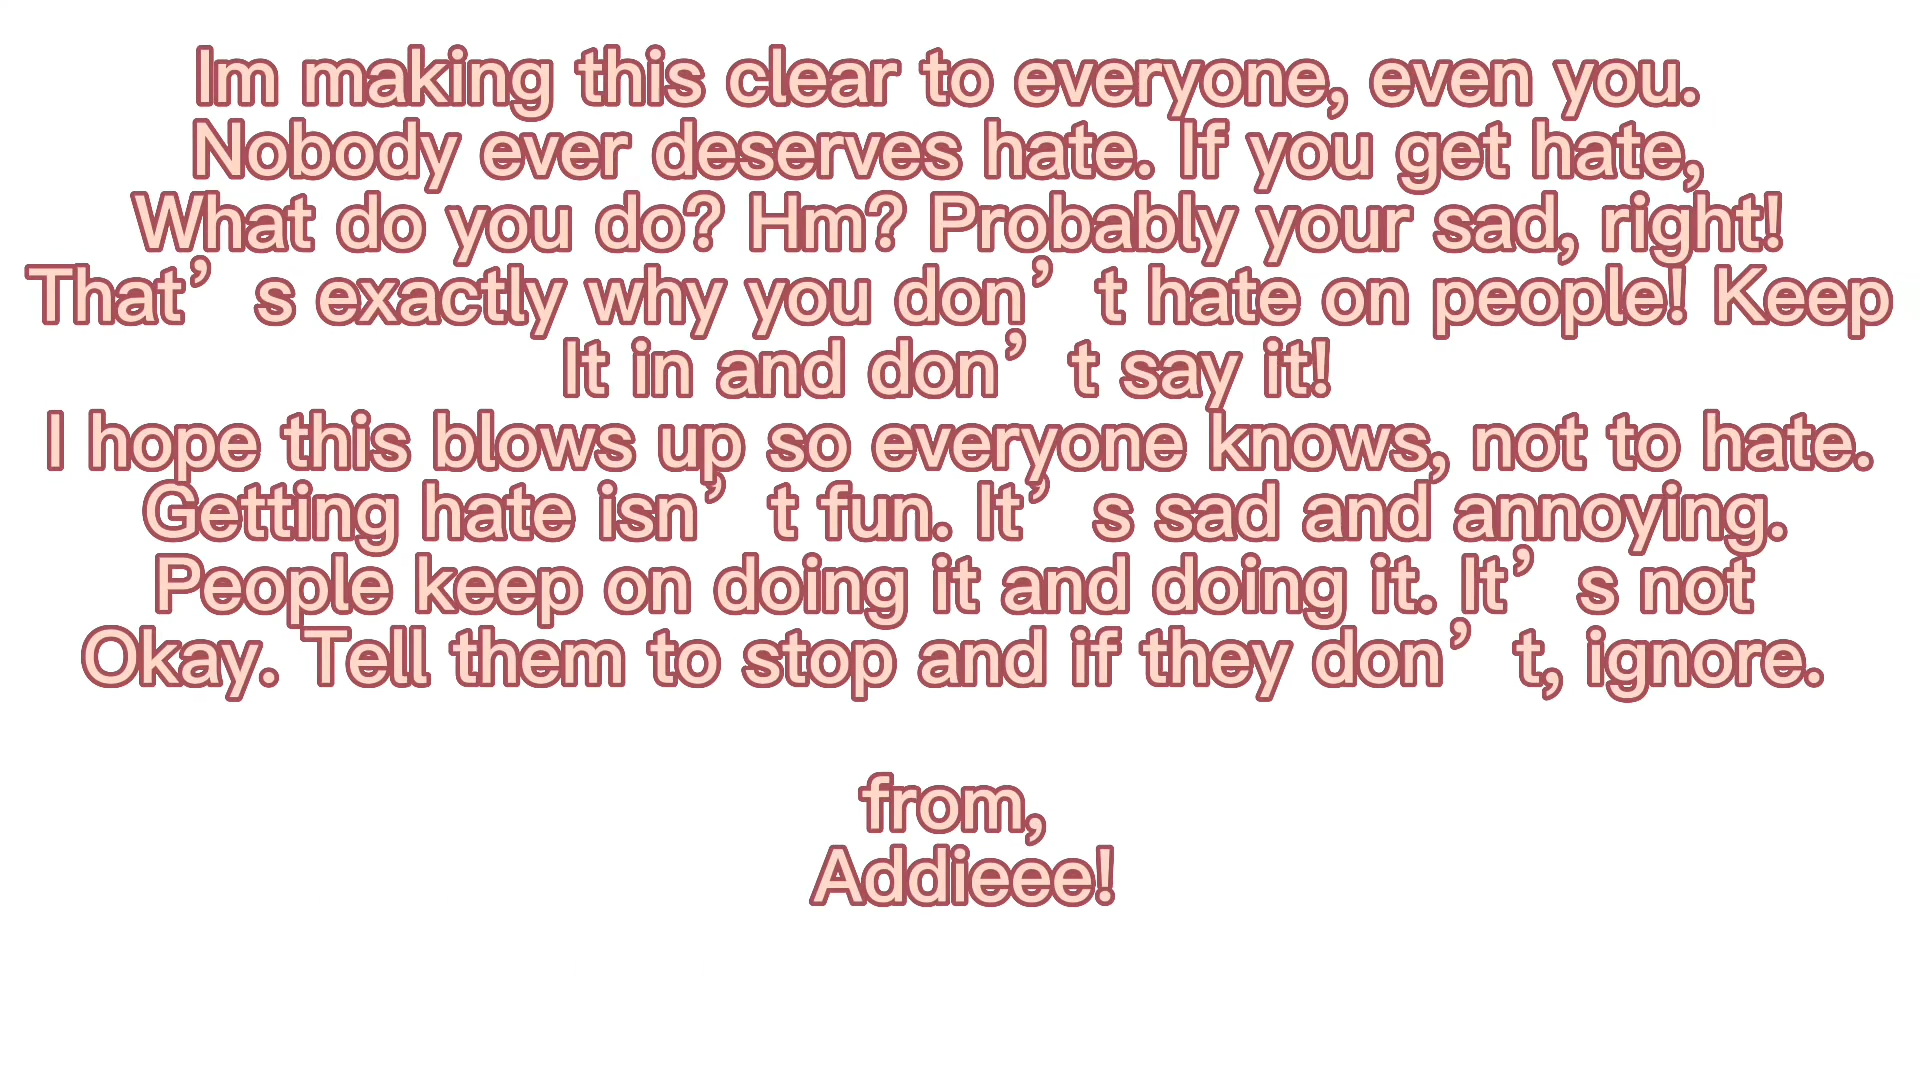 Im making this clear to everyone, even you.
Nobody ever deserves hate. If you get hate,
What do you do? Hm? Probably your sad, right!
That’s exactly why you don’t hate on people! Keep
It in and don’t say it!
I hope this blows up so everyone knows, not to hate.
Getting hate isn’t fun. It’s sad and annoying.
People keep on doing it and doing it. It’s not
Okay. Tell them to stop and if they don’t, ignore.
from,
Addieee!